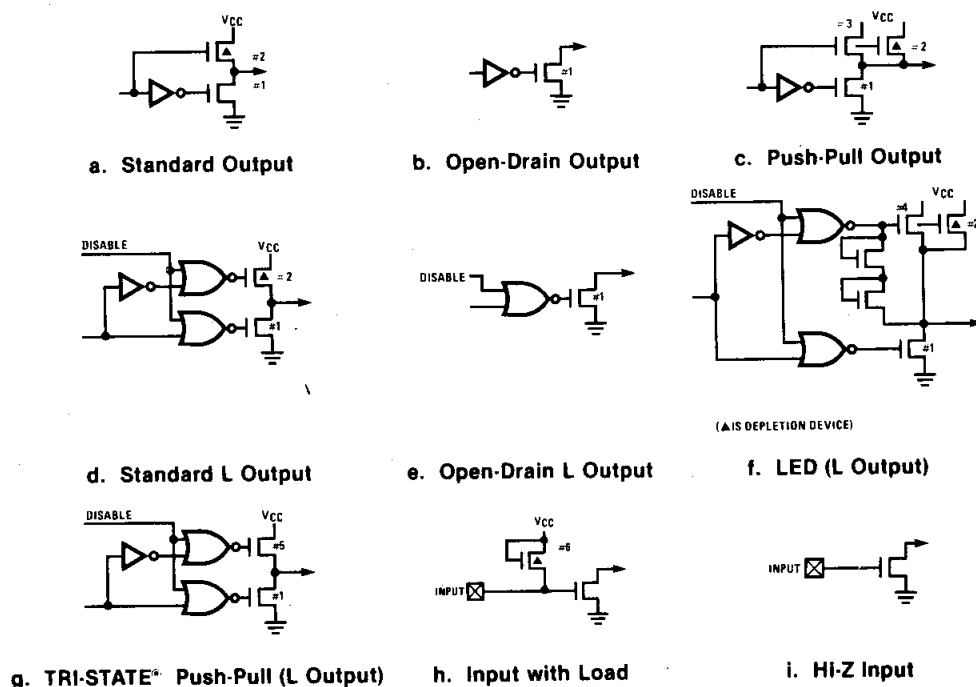 VCC
#2
#1
a. Standard Output
#1
b. Open-Drain Output
#3
VCC
#2
#1
c. Push-Pull Output
DISABLE
VCC
#2
#1
d. Standard L Output
DISABLE
#1
e. Open-Drain L Output
DISABLE
#4
VCC
#2
#1
(▲IS DEPLETION DEVICE)
f. LED (L Output)
DISABLE
VCC
#5
#1
g. TRI-STATE® Push-Pull (L Output)
VCC
#6
INPUT
h. Input with Load
INPUT
i. Hi-Z Input